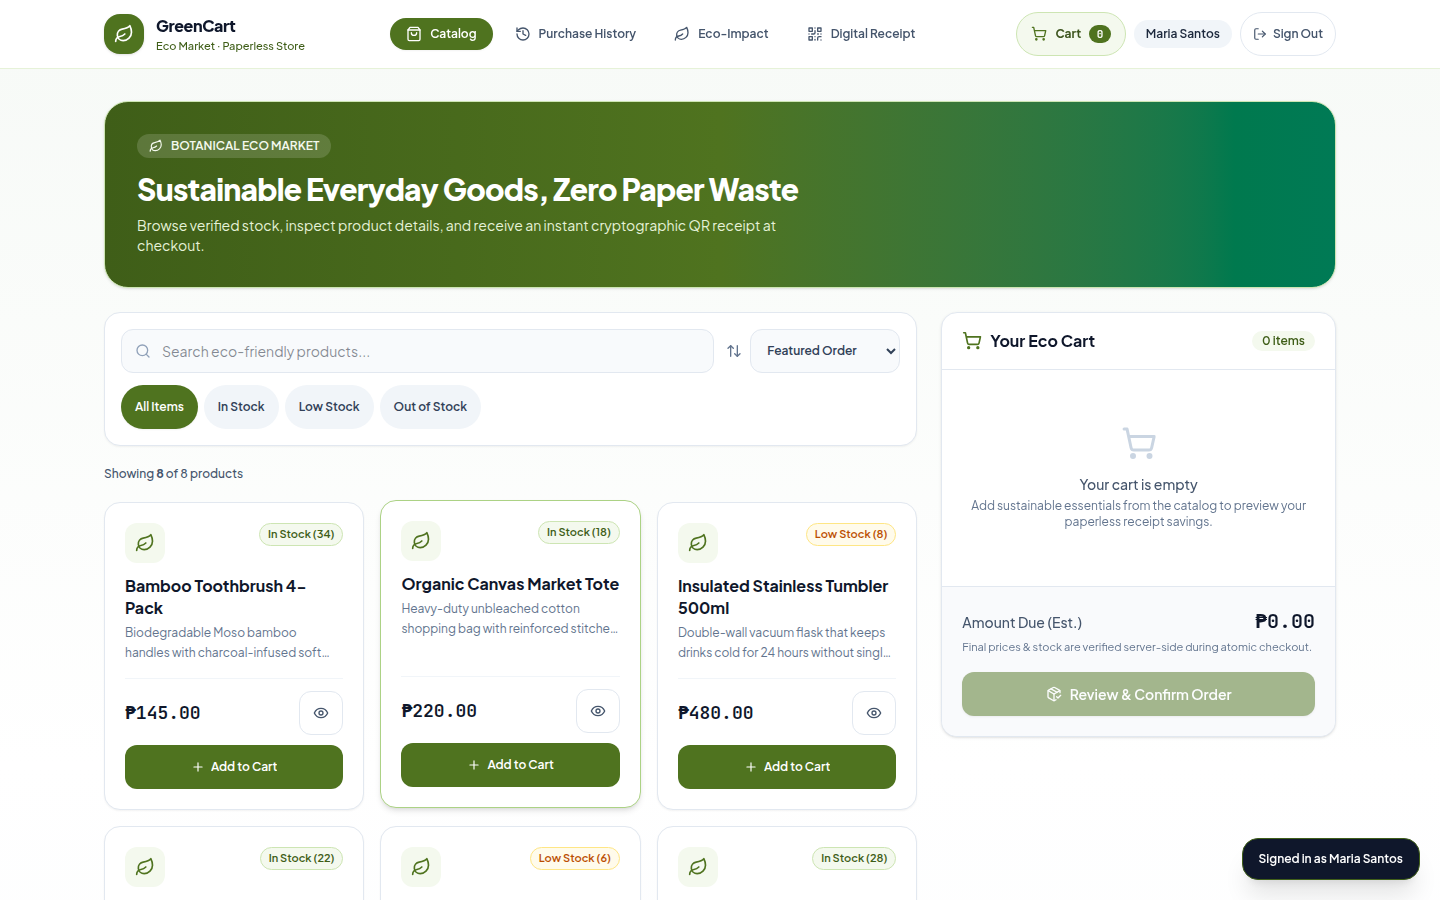 GreenCart
Eco Market · Paperless Store
Catalog
Purchase History
Eco-Impact
Digital Receipt
Cart 0
Maria Santos
Sign Out
BOTANICAL ECO MARKET
Sustainable Everyday Goods, Zero Paper Waste
Browse verified stock, inspect product details, and receive an instant cryptographic QR receipt at
checkout.
Search eco-friendly products...
Featured Order
All Items
In Stock
Low Stock
Out of Stock
Showing 8 of 8 products
In Stock (34)
Bamboo Toothbrush 4-
Pack
Biodegradable Moso bamboo
handles with charcoal-infused soft...
₱145.00
Add to Cart
In Stock (18)
Organic Canvas Market Tote
Heavy-duty unbleached cotton
shopping bag with reinforced stitche...
₱220.00
Add to Cart
Low Stock (8)
Insulated Stainless Tumbler
500ml
Double-wall vacuum flask that keeps
drinks cold for 24 hours without singl...
₱480.00
Add to Cart
In Stock (22)
Low Stock (6)
In Stock (28)
Your Eco Cart
0 items
Your cart is empty
Add sustainable essentials from the catalog to preview your
paperless receipt savings.
Amount Due (Est.)
₱0.00
Final prices & stock are verified server-side during atomic checkout.
Review & Confirm Order
Signed in as Maria Santos